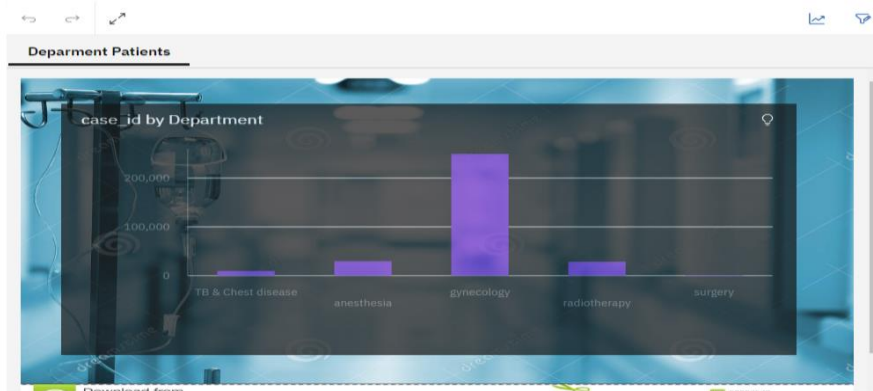 Deparment Patients
case_id by Department
200,000
100,000
0
TB & Chest disease
anesthesia
gynecology
radiotherapy
surgery
Download from